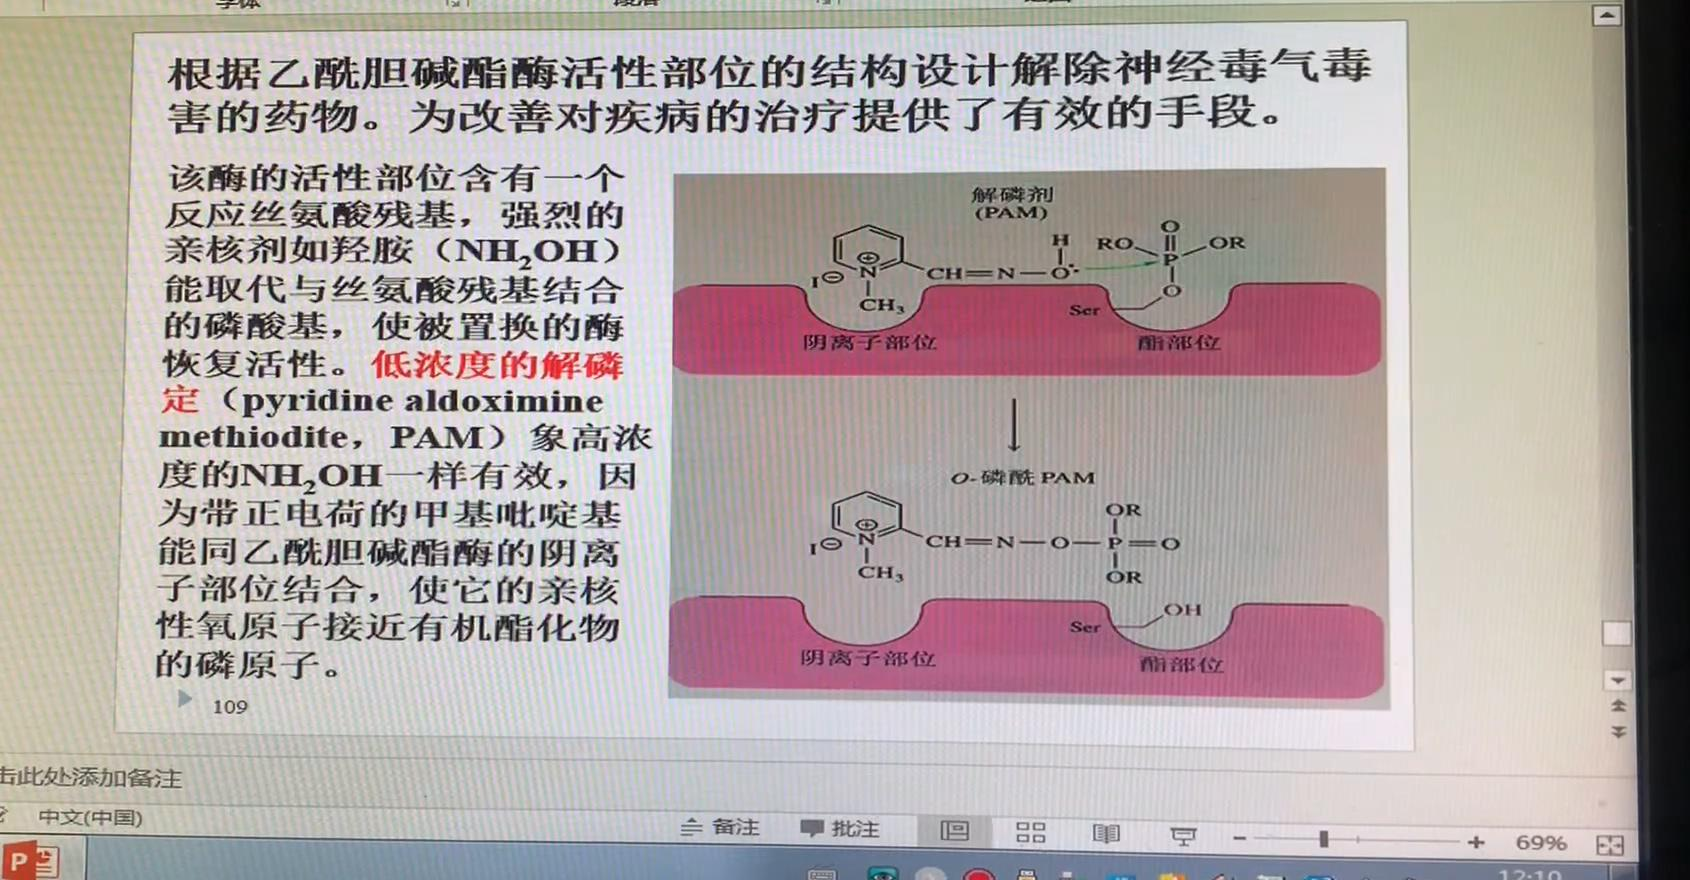 根据乙酰胆碱酯酶活性部位的结构设计解除神经毒气毒
害的药物。为改善对疾病的治疗提供了有效的手段。
该酶的活性部位含有一个
反应丝氨酸残基，强烈的
亲核剂如羟胺（NH₂OH）
能取代与丝氨酸残基结合
的磷酸基，使被置换的酶
恢复活性。低浓度的解磷
定（pyridine aldoximine
methiodite，PAM）象高浓
度的NH₂OH一样有效，因
为带正电荷的甲基吡啶基
能同乙酰胆碱酯酶的阴离
子部位结合，使它的亲核
性氧原子接近有机酯化物
的磷原子。
109
解磷剂
(PAM)
H
O
RO
P
OR
I⊖
⊕
N
CH=N—O
CH₃
O
Ser
阴离子部位
酯部位
O-磷酰 PAM
OR
I⊖
⊕
N
CH=N—O—P=O
CH₃
OR
OH
Ser
阴离子部位
酯部位
击此处添加备注
中文(中国)
备注
批注
69%
12:10